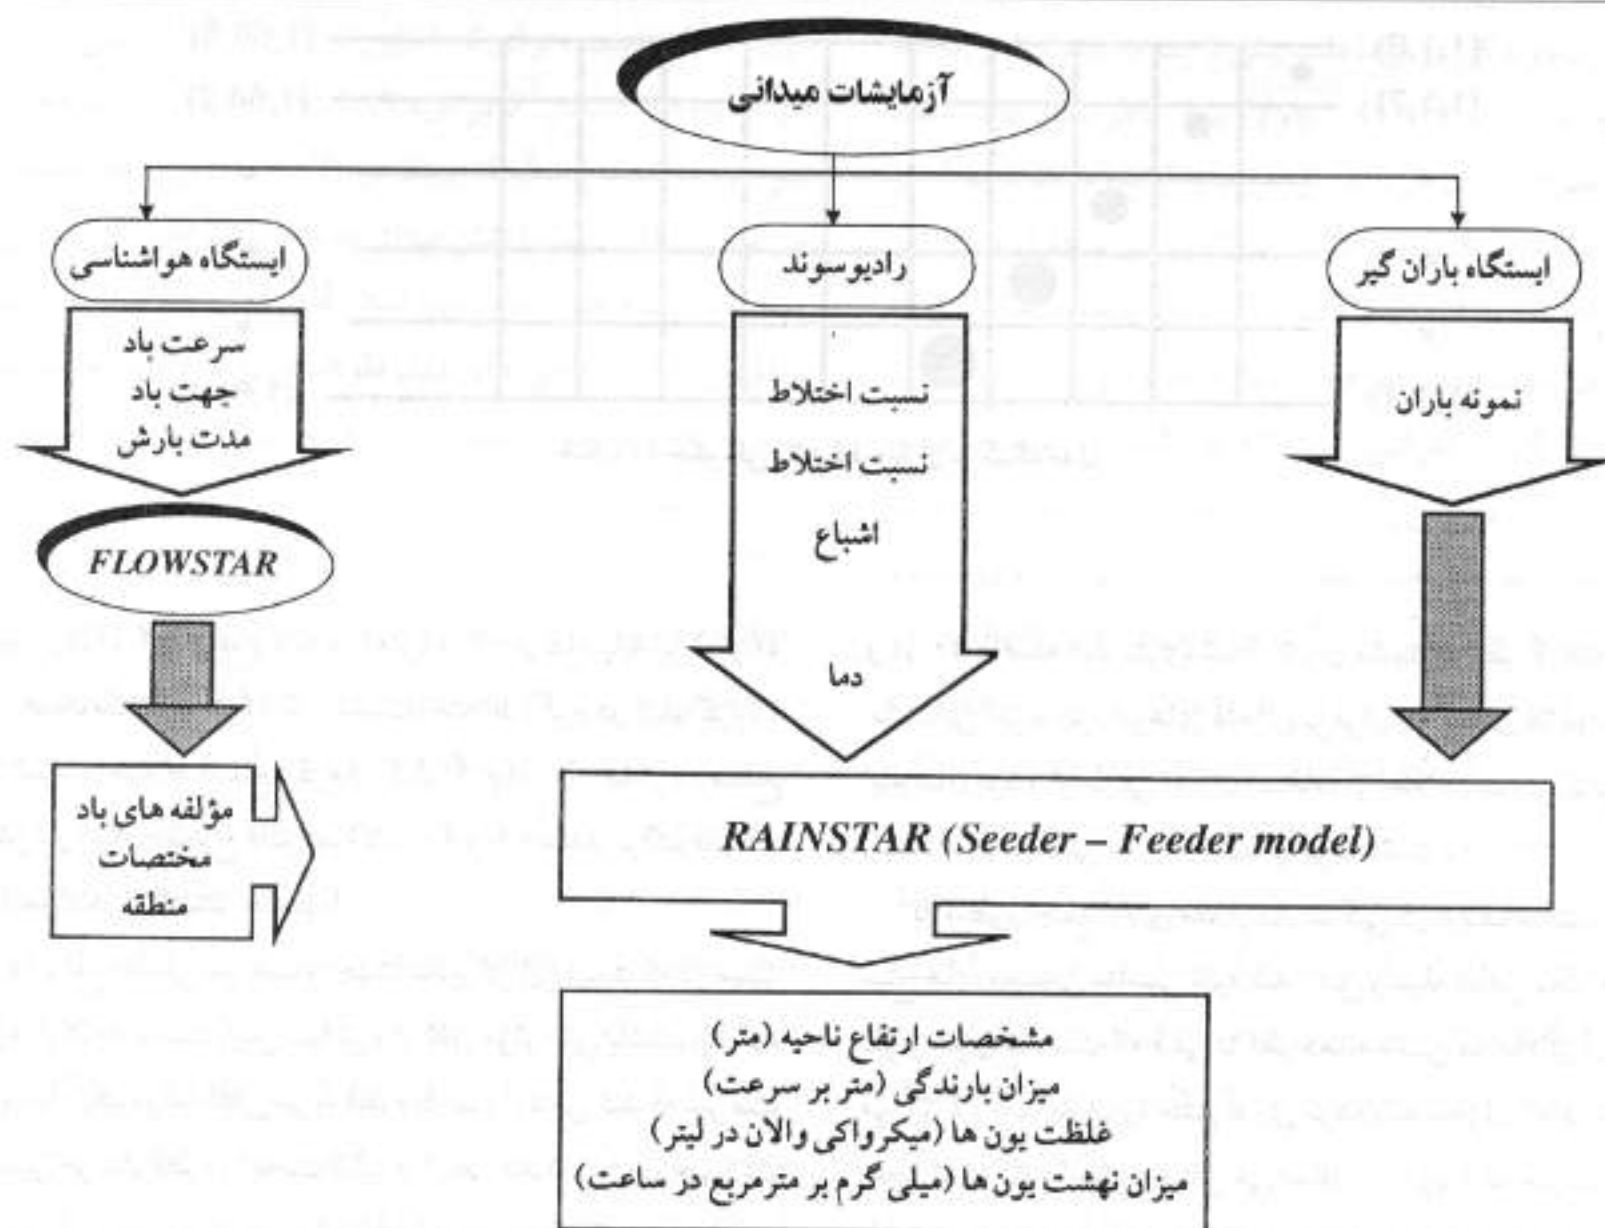 آزمایشات میدانی
ایستگاه باران گیر
رادیوسوند
ایستگاه هواشناسی
نمونه باران
نسبت اختلاط
نسبت اختلاط
اشباع
دما
سرعت باد
جهت باد
مدت بارش
FLOWSTAR
مؤلفه های باد
مختصات
منطقه
RAINSTAR (Seeder – Feeder model)
مشخصات ارتفاع ناحیه (متر)
میزان بارندگی (متر بر سرعت)
غلظت یون ها (میکرواکی والان در لیتر)
میزان نهشت یون ها (میلی گرم بر مترمربع در ساعت)